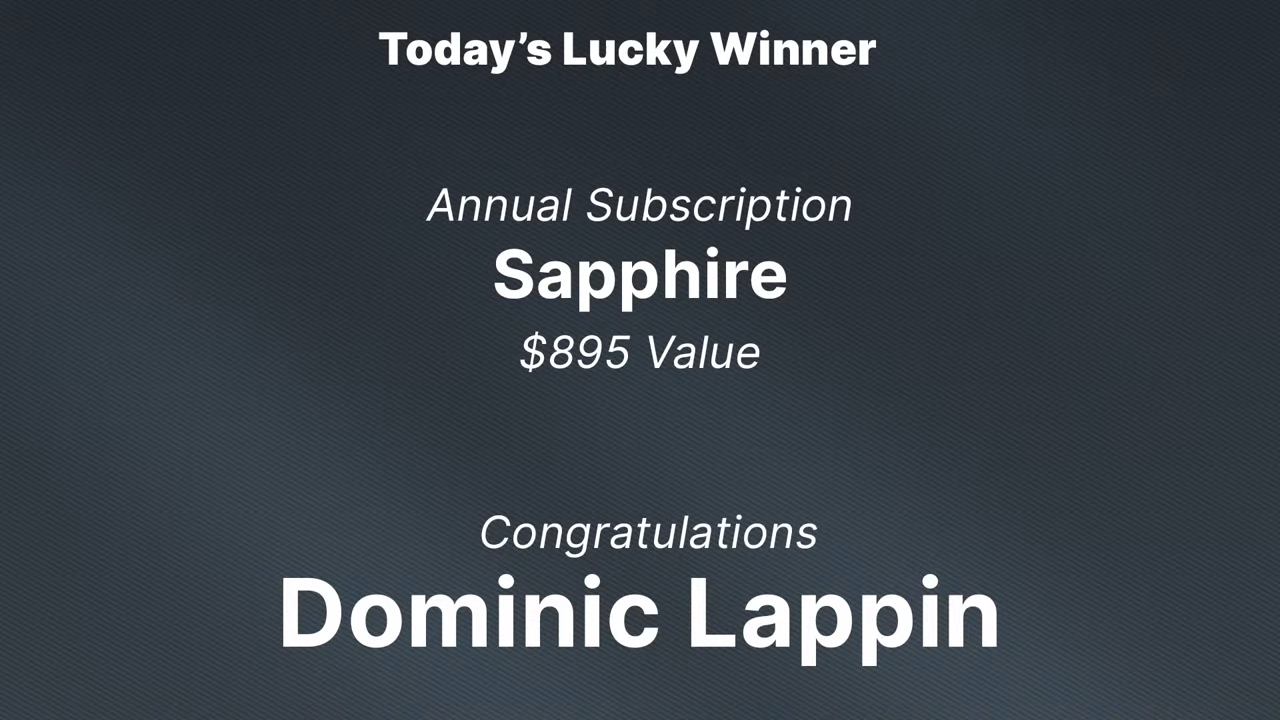 Today’s Lucky Winner
Annual Subscription
Sapphire
$895 Value
Congratulations
Dominic Lappin